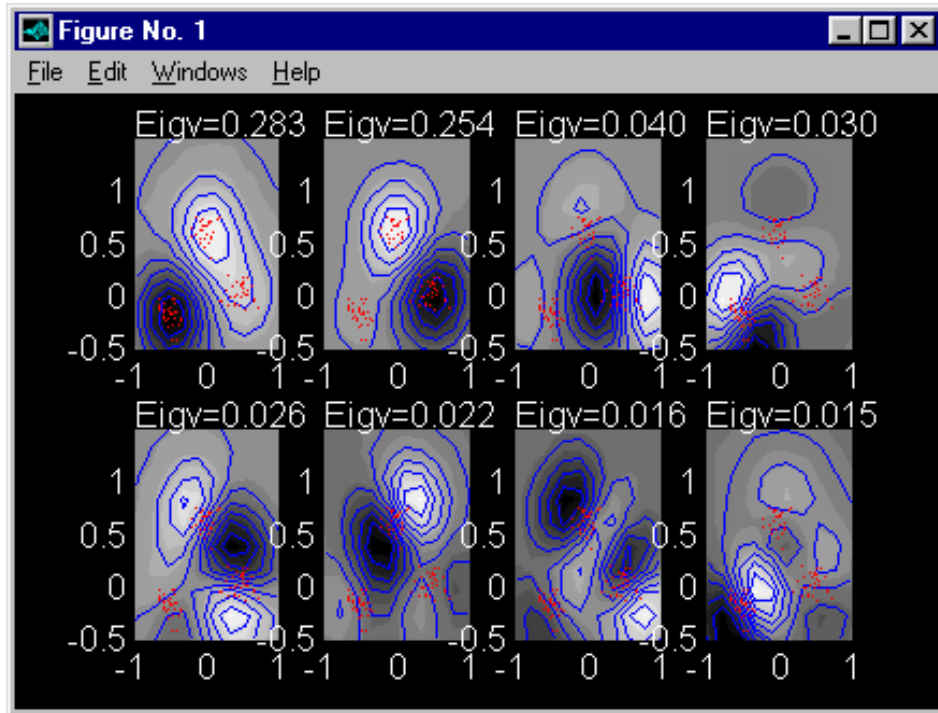 Figure No. 1
File Edit Windows Help
Eigv=0.283 Eigv=0.254 Eigv=0.040 Eigv=0.030
1 1 1 1
0.5 0.5 0.5 0.5
0 0 0 0
-0.5 -0.5 -0.5 -0.5
-1 0 1 -1 0 1 -1 0 1 -1 0 1
Eigv=0.026 Eigv=0.022 Eigv=0.016 Eigv=0.015
1 1 1 1
0.5 0.5 0.5 0.5
0 0 0 0
-0.5 -0.5 -0.5 -0.5
-1 0 1 -1 0 1 -1 0 1 -1 0 1